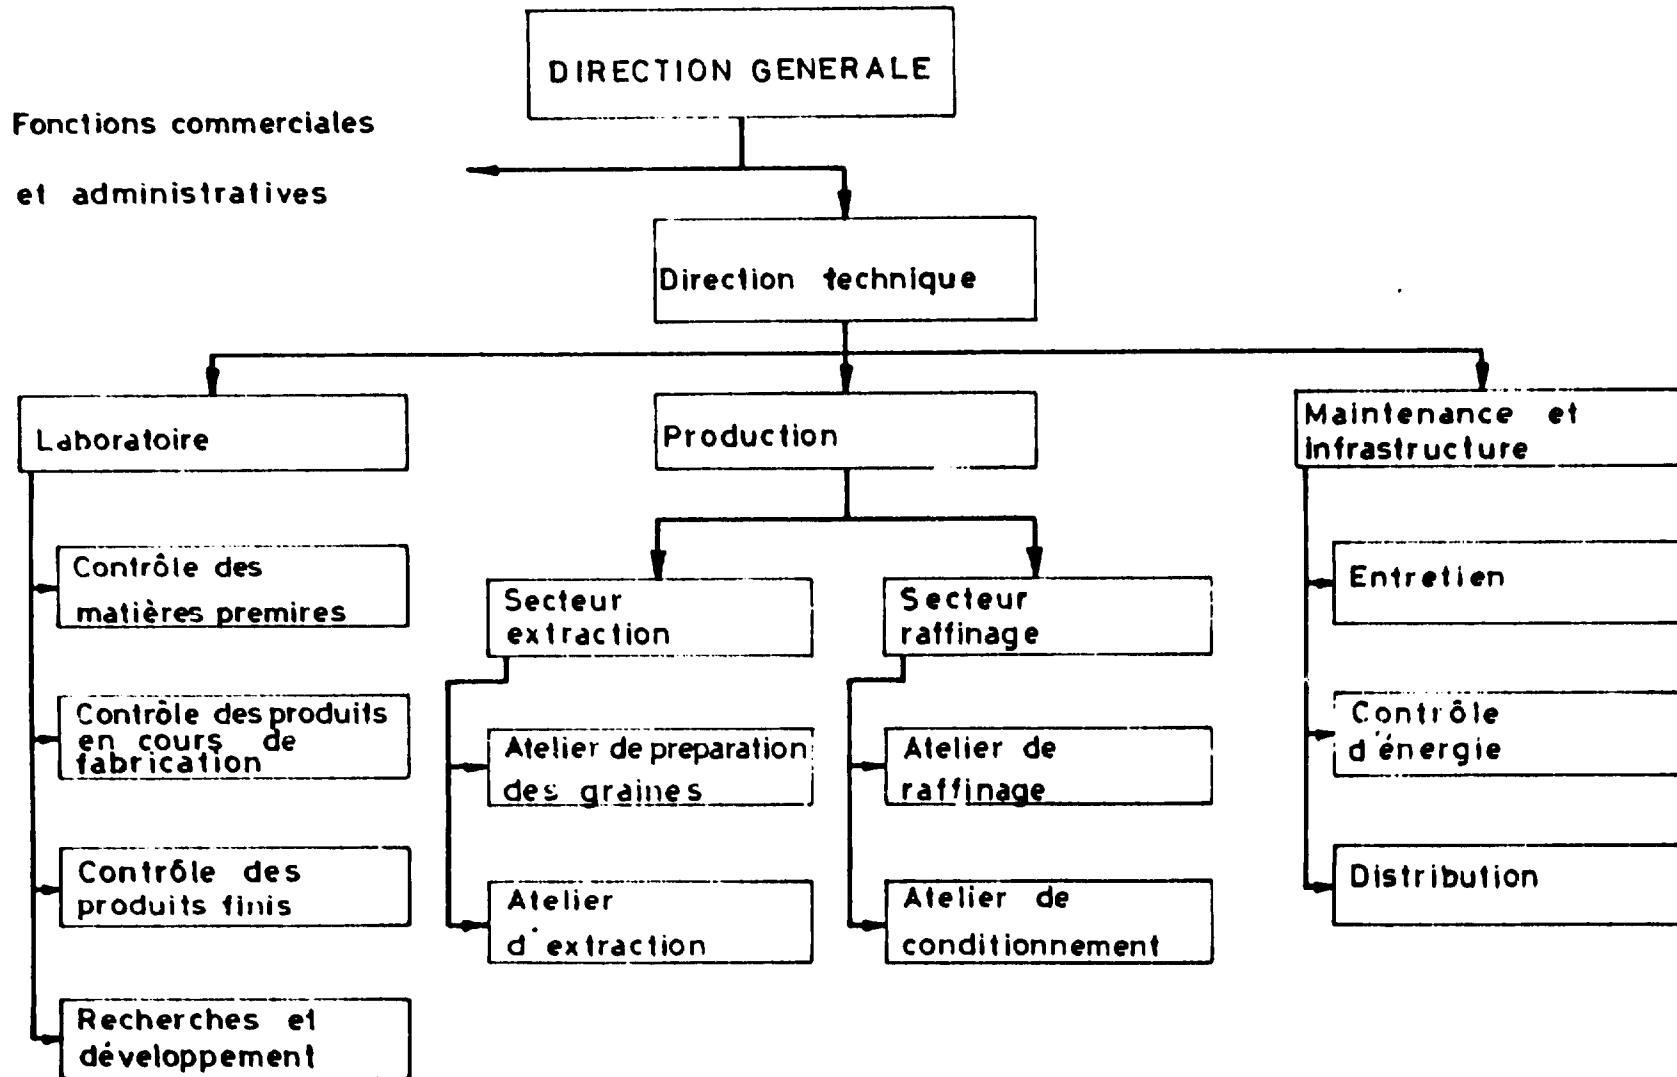 DIRECTION GENERALE
Fonctions commerciales
et administratives
Direction technique
Laboratoire
Production
Maintenance et
infrastructure
Contrôle des
matières premires
Contrôle des produits
en cours de
fabrication
Contrôle des
produits finis
Recherches et
développement
Secteur
extraction
Atelier de preparation
des graines
Atelier
d'extraction
Secteur
raffinage
Atelier de
raffinage
Atelier de
conditionnement
Entretien
Contrôle
d'énergie
Distribution